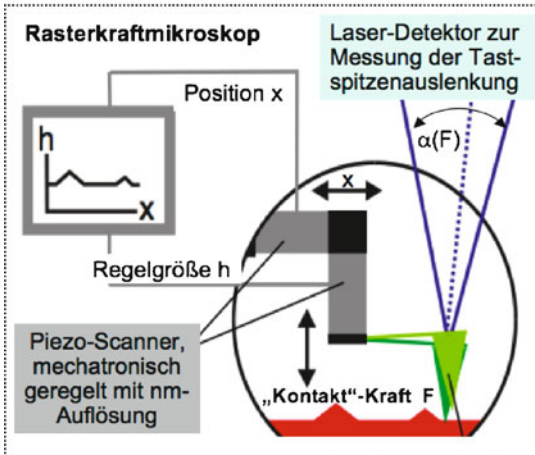 Rasterkraftmikroskop
Laser-Detektor zur
Messung der Tast-
spitzenauslenkung
Position x
α(F)
h
x
x
Regelgröße h
Piezo-Scanner,
mechatronisch
geregelt mit nm-
Auflösung
„Kontakt“-Kraft F